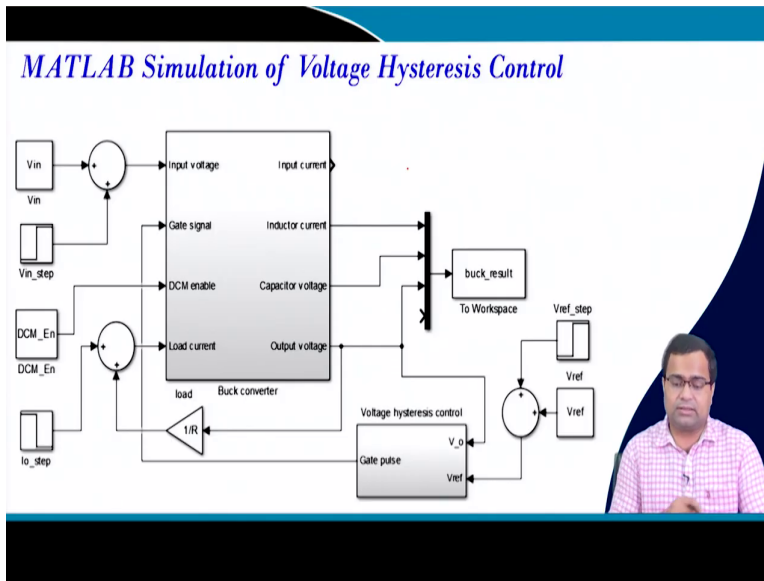 MATLAB Simulation of Voltage Hysteresis Control
Vin
Vin
Vin_step
DCM_En
DCM_En
Io_step
Input voltage
Gate signal
DCM enable
Load current
Input current
Inductor current
Capacitor voltage
Output voltage
Buck converter
load
1/R
buck_result
To Workspace
Vref_step
Vref
Vref
Voltage hysteresis control
V_o
Gate pulse
Vref